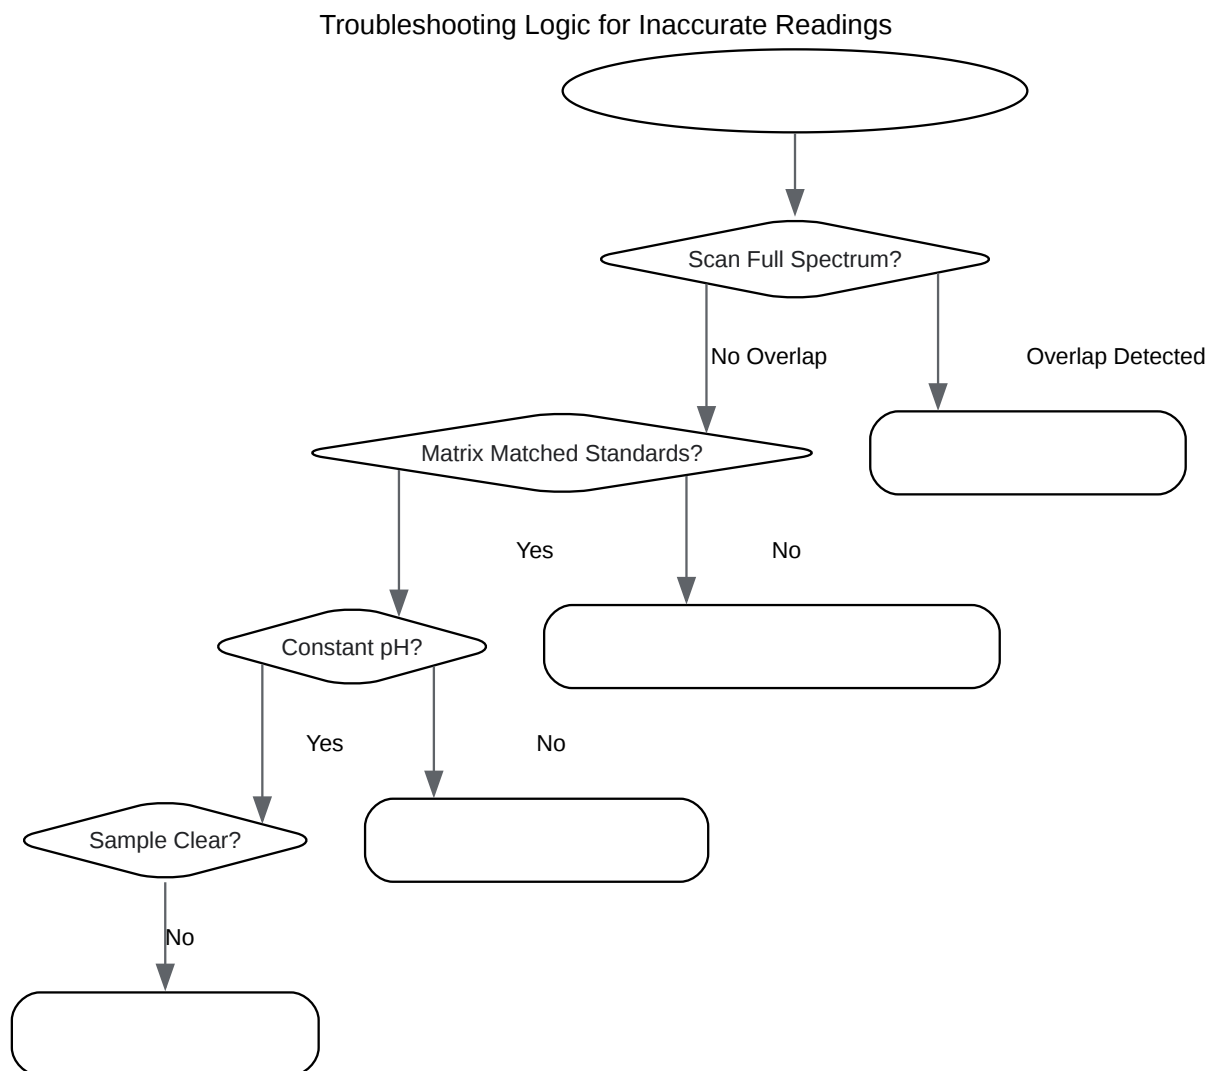 Troubleshooting Logic for Inaccurate Readings
Scan Full Spectrum?
No Overlap
Overlap Detected
Matrix Matched Standards?
Yes
No
Constant pH?
Yes
No
Sample Clear?
No